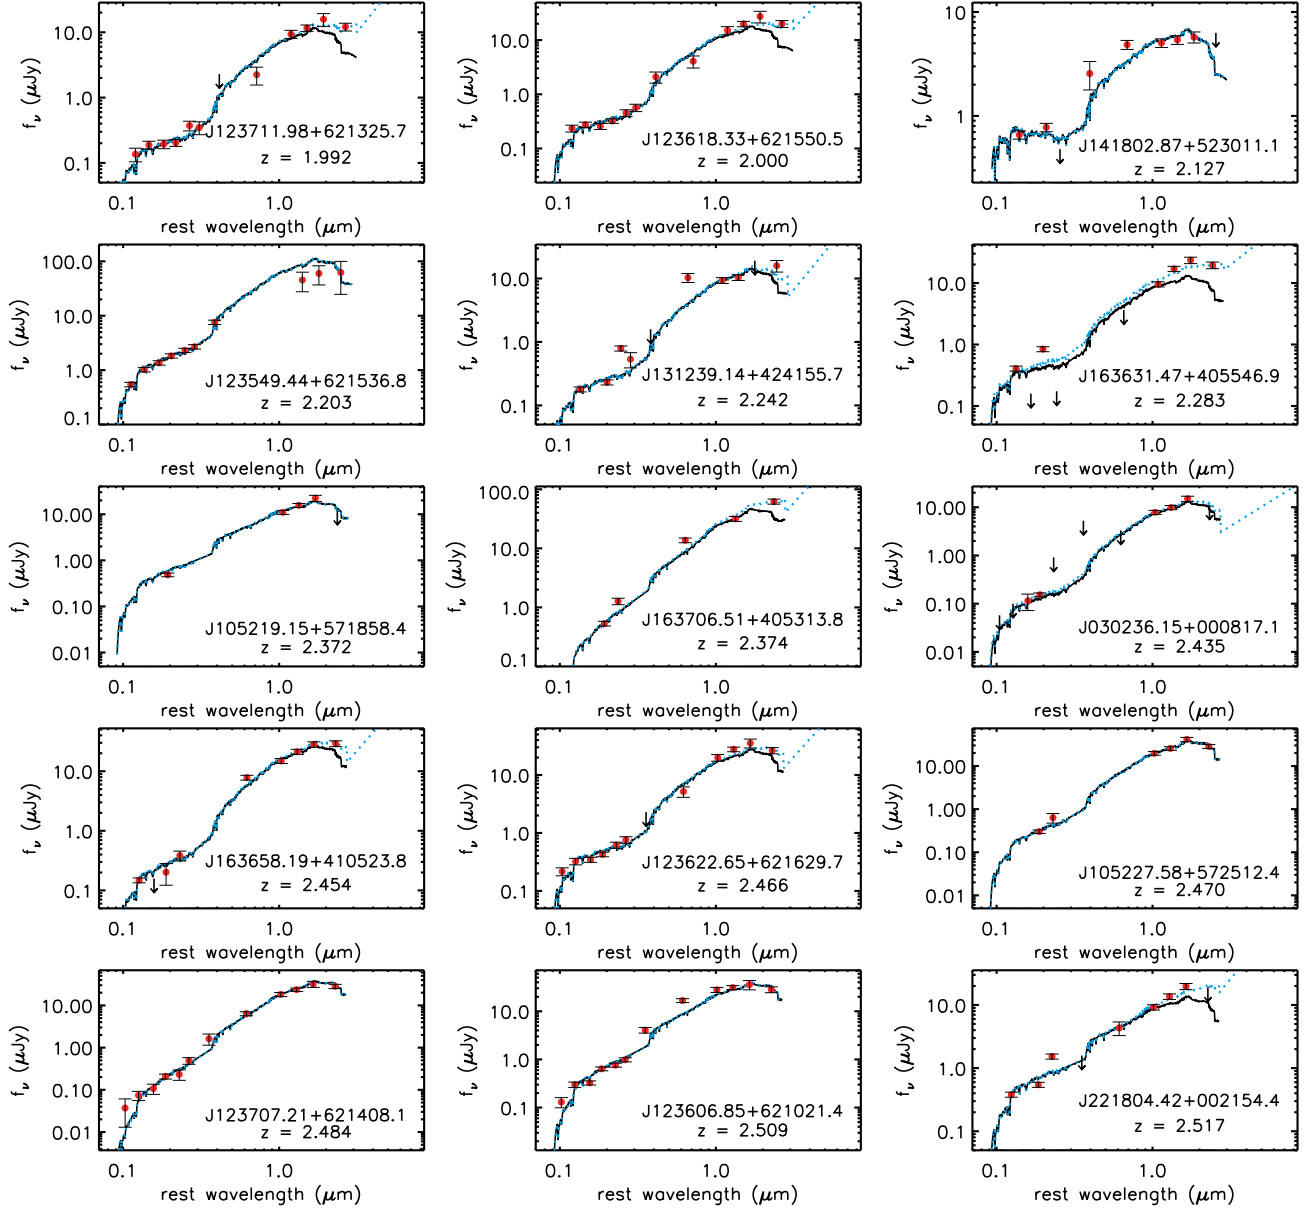 10.0
1.0
0.1
f_ν (μJy)
J123711.98+621325.7
z = 1.992
0.1 1.0
rest wavelength (μm)
10.0
1.0
0.1
f_ν (μJy)
J123618.33+621550.5
z = 2.000
0.1 1.0
rest wavelength (μm)
10
1
f_ν (μJy)
J141802.87+523011.1
z = 2.127
0.1 1.0
rest wavelength (μm)
100.0
10.0
1.0
0.1
f_ν (μJy)
J123549.44+621536.8
z = 2.203
0.1 1.0
rest wavelength (μm)
10.0
1.0
0.1
f_ν (μJy)
J131239.14+424155.7
z = 2.242
0.1 1.0
rest wavelength (μm)
10.0
1.0
0.1
f_ν (μJy)
J163631.47+405546.9
z = 2.283
0.1 1.0
rest wavelength (μm)
10.00
1.00
0.10
0.01
f_ν (μJy)
J105219.15+571858.4
z = 2.372
0.1 1.0
rest wavelength (μm)
100.0
10.0
1.0
0.1
f_ν (μJy)
J163706.51+405313.8
z = 2.374
0.1 1.0
rest wavelength (μm)
10.00
1.00
0.10
0.01
f_ν (μJy)
J030236.15+000817.1
z = 2.435
0.1 1.0
rest wavelength (μm)
10.0
1.0
0.1
f_ν (μJy)
J163658.19+410523.8
z = 2.454
0.1 1.0
rest wavelength (μm)
10.0
1.0
0.1
f_ν (μJy)
J123622.65+621629.7
z = 2.466
0.1 1.0
rest wavelength (μm)
10.00
1.00
0.10
0.01
f_ν (μJy)
J105227.58+572512.4
z = 2.470
0.1 1.0
rest wavelength (μm)
10.00
1.00
0.10
0.01
f_ν (μJy)
J123707.21+621408.1
z = 2.484
0.1 1.0
rest wavelength (μm)
10.0
1.0
0.1
f_ν (μJy)
J123606.85+621021.4
z = 2.509
0.1 1.0
rest wavelength (μm)
10.0
1.0
0.1
f_ν (μJy)
J221804.42+002154.4
z = 2.517
0.1 1.0
rest wavelength (μm)